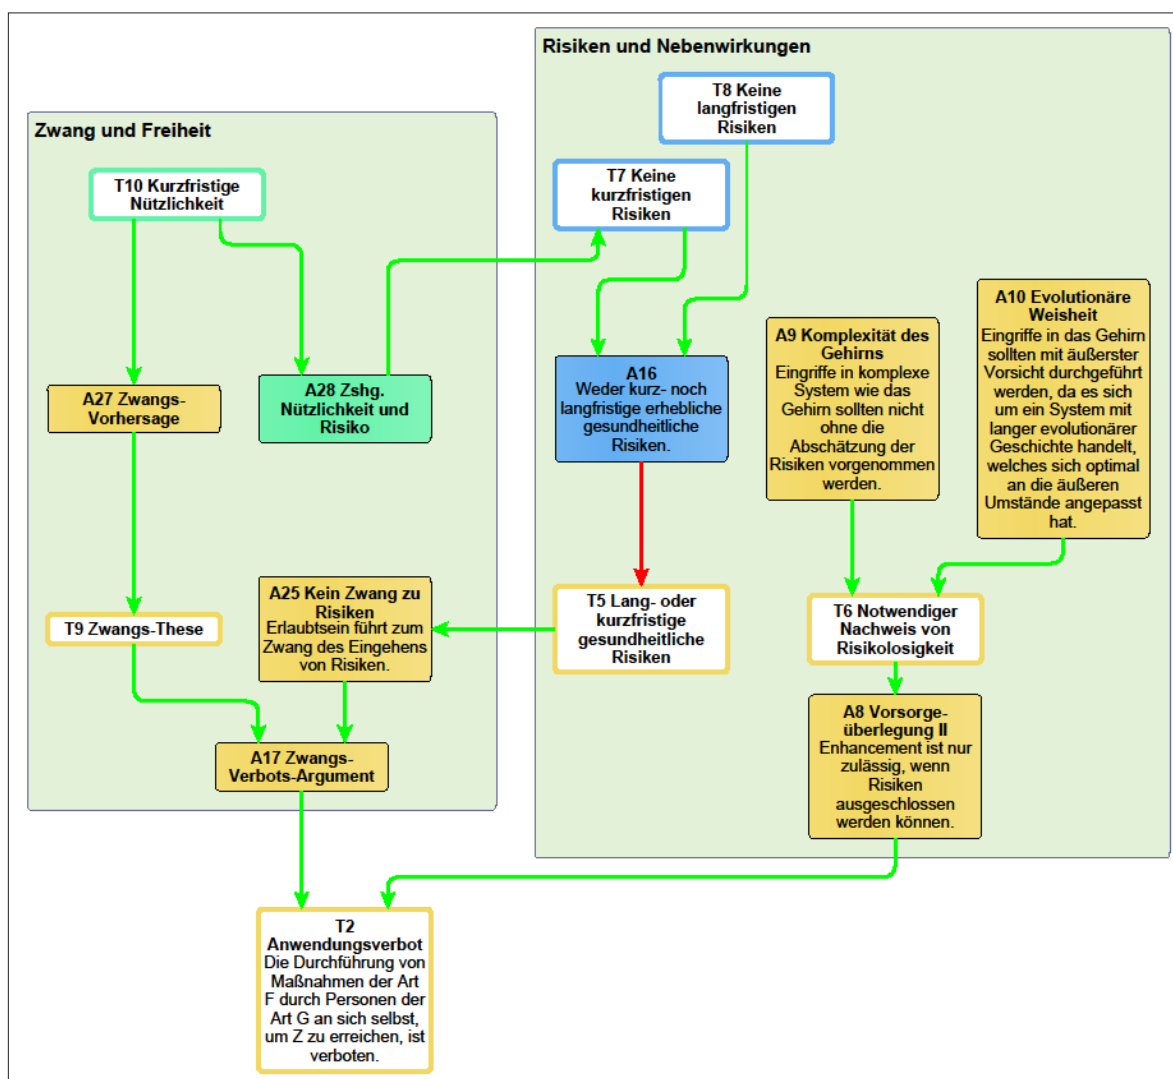 Risiken und Nebenwirkungen
T8 Keine
langfristigen
Risiken
Zwang und Freiheit
T10 Kurzfristige
Nützlichkeit
T7 Keine
kurzfristigen
Risiken
A10 Evolutionäre
Weisheit
Eingriffe in das Gehirn
sollten mit äußerster
Vorsicht durchgeführt
werden, da es sich
um ein System mit
langer evolutionärer
Geschichte handelt,
welches sich optimal
an die äußeren
Umstände angepasst
hat.
A9 Komplexität des
Gehirns
Eingriffe in komplexe
System wie das
Gehirn sollten nicht
ohne die
Abschätzung der
Risiken vorgenommen
werden.
A16
Weder kurz- noch
langfristige erhebliche
gesundheitliche
Risiken.
A28 Zshg.
Nützlichkeit und
Risiko
A27 Zwangs-
Vorhersage
A25 Kein Zwang zu
Risiken
Erlaubtsein führt zum
Zwang des Eingehens
von Risiken.
T9 Zwangs-These
T5 Lang- oder
kurzfristige
gesundheitliche
Risiken
T6 Notwendiger
Nachweis von
Risikolosigkeit
A8 Vorsorge-
überlegung II
Enhancement ist nur
zulässig, wenn
Risiken
ausgeschlossen
werden können.
A17 Zwangs-
Verbots-Argument
T2
Anwendungsverbot
Die Durchführung von
Maßnahmen der Art
F durch Personen der
Art G an sich selbst,
um Z zu erreichen, ist
verboten.